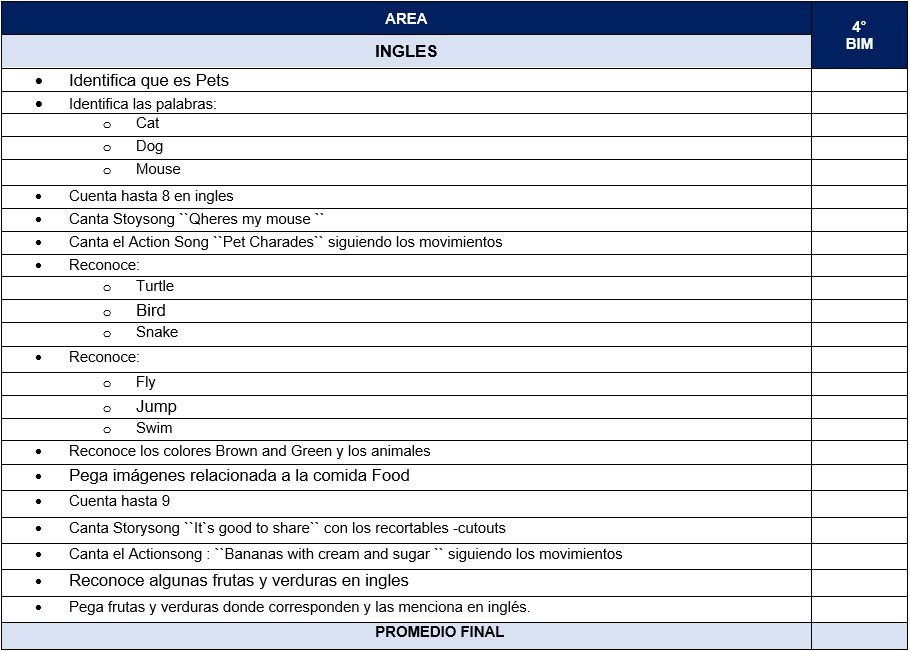 AREA
4°
BIM
INGLES
• Identifica que es Pets
• Identifica las palabras:
o Cat
o Dog
o Mouse
• Cuenta hasta 8 en ingles
• Canta Stoysong ``Qheres my mouse ``
• Canta el Action Song ``Pet Charades`` siguiendo los movimientos
• Reconoce:
o Turtle
o Bird
o Snake
• Reconoce:
o Fly
o Jump
o Swim
• Reconoce los colores Brown and Green y los animales
• Pega imágenes relacionada a la comida Food
• Cuenta hasta 9
• Canta Storysong ``It`s good to share`` con los recortables -cutouts
• Canta el Actionsong : ``Bananas with cream and sugar `` siguiendo los movimientos
• Reconoce algunas frutas y verduras en ingles
• Pega frutas y verduras donde corresponden y las menciona en inglés.
PROMEDIO FINAL